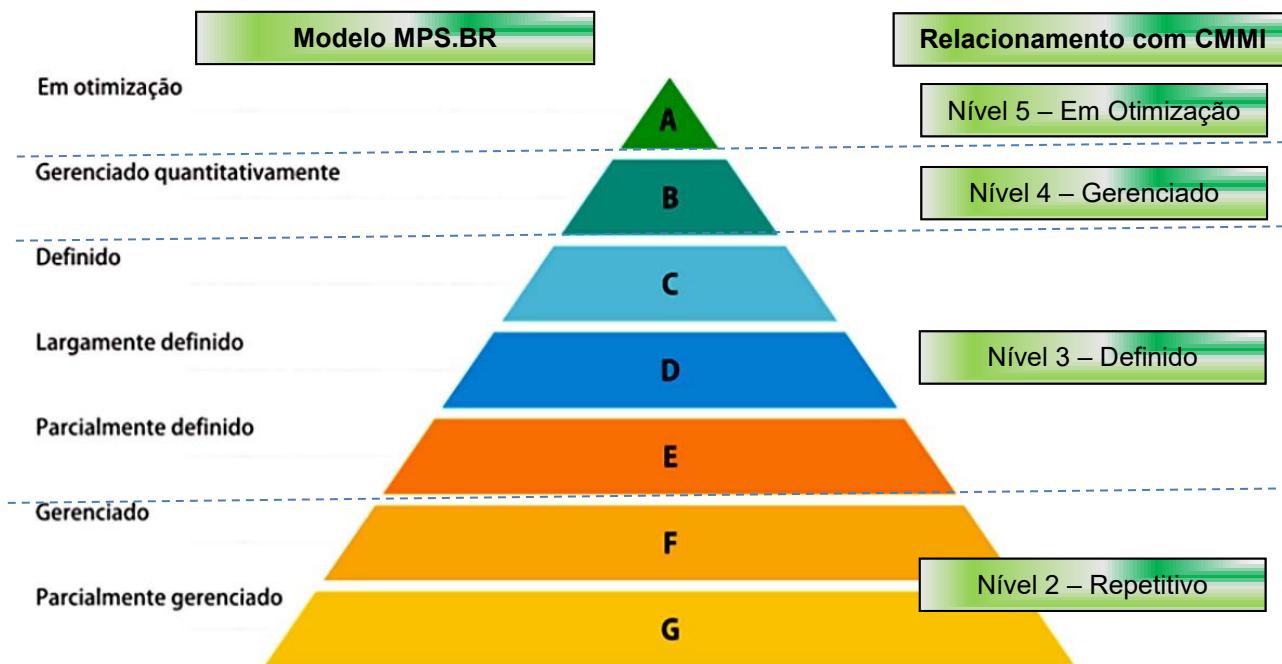 Modelo MPS.BR
Relacionamento com CMMI
Em otimização
A
Nível 5 – Em Otimização
Gerenciado quantitativamente
B
Nível 4 – Gerenciado
Definido
C
Largamente definido
D
Nível 3 – Definido
Parcialmente definido
E
Gerenciado
F
Parcialmente gerenciado
Nível 2 – Repetitivo
G